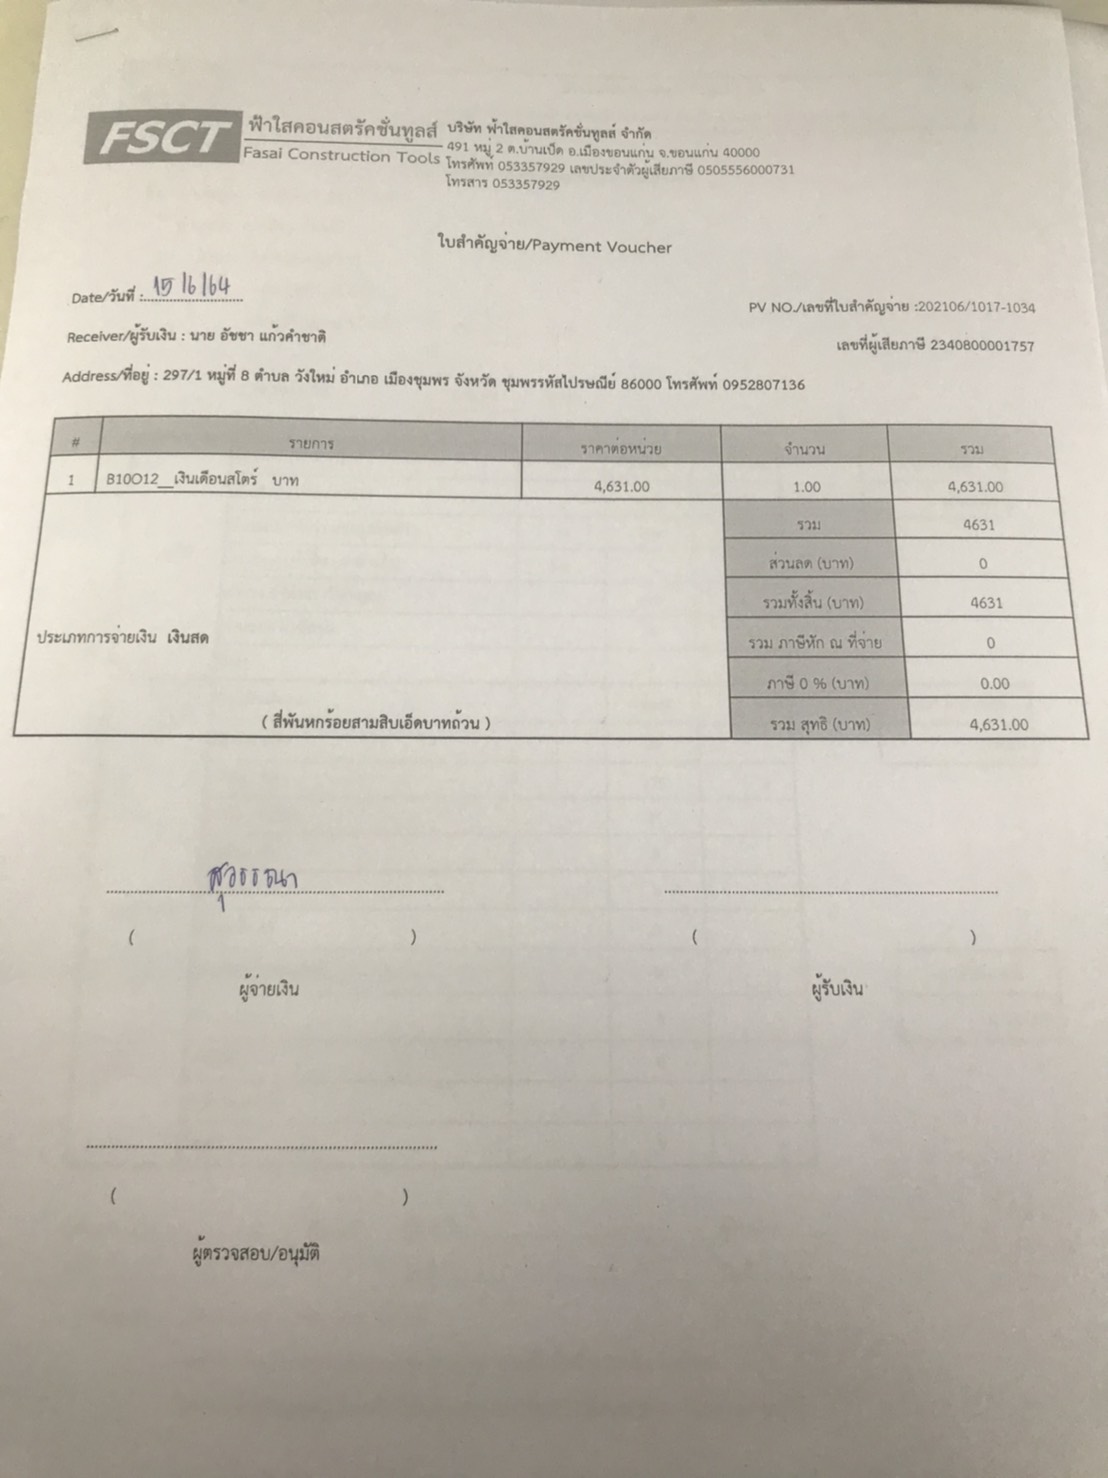 FSCT ฟ้าใสคอนสตรัคชั่นทูลส์
Fasai Construction Tools
บริษัท ฟ้าใสคอนสตรัคชั่นทูลส์ จำกัด
491 หมู่ 2 ต.บ้านเป็ด อ.เมืองขอนแก่น จ.ขอนแก่น 40000
โทรศัพท์ 053357929 เลขประจำตัวผู้เสียภาษี 0505556000731
โทรสาร 053357929
ใบสำคัญจ่าย/Payment Voucher
Date/วันที่ : 15/6/64
PV NO./เลขที่ใบสำคัญจ่าย :202106/1017-1034
Receiver/ผู้รับเงิน : นาย อัชชา แก้วคำชาติ
เลขที่ผู้เสียภาษี 2340800001757
Address/ที่อยู่ : 297/1 หมู่ที่ 8 ตำบล วังใหม่ อำเภอ เมืองชุมพร จังหวัด ชุมพรรหัสไปรษณีย์ 86000 โทรศัพท์ 0952807136
# รายการ ราคาต่อหน่วย จำนวน รวม
1 B10O12__เงินเดือนสโตร์ บาท 4,631.00 1.00 4,631.00
รวม 4631
ส่วนลด (บาท) 0
รวมทั้งสิ้น (บาท) 4631
ประเภทการจ่ายเงิน เงินสด
รวม ภาษีหัก ณ ที่จ่าย 0
ภาษี 0 % (บาท) 0.00
( สี่พันหกร้อยสามสิบเอ็ดบาทถ้วน )
รวม สุทธิ (บาท) 4,631.00
สุวรรณา
( ) ( )
ผู้จ่ายเงิน ผู้รับเงิน
( )
ผู้ตรวจสอบ/อนุมัติ